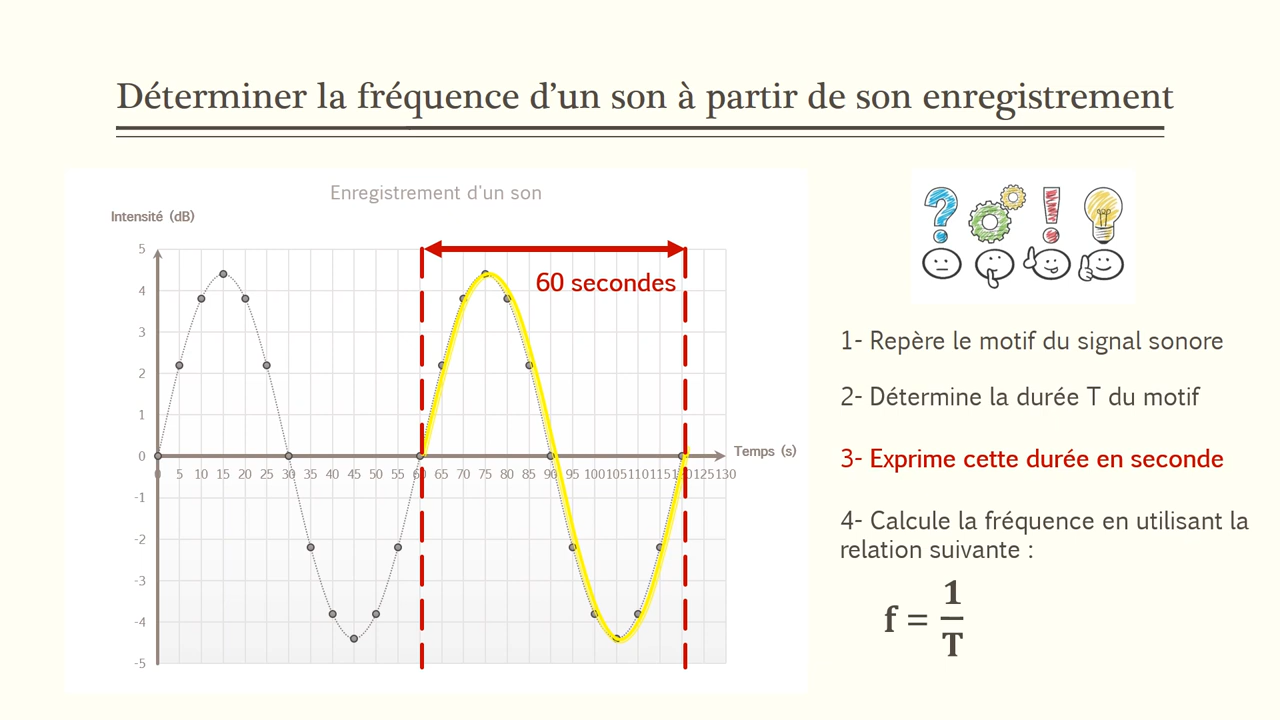 Déterminer la fréquence d’un son à partir de son enregistrement
Enregistrement d'un son
Intensité (dB)
5
4
3
2
1
0
-1
-2
-3
-4
-5
60 secondes
0 5 10 15 20 25 30 35 40 45 50 55 60 65 70 75 80 85 90 95 100 105 110 115 120 125 130
Temps (s)
1- Repère le motif du signal sonore
2- Détermine la durée T du motif
3- Exprime cette durée en seconde
4- Calcule la fréquence en utilisant la
relation suivante :
f = 1/T